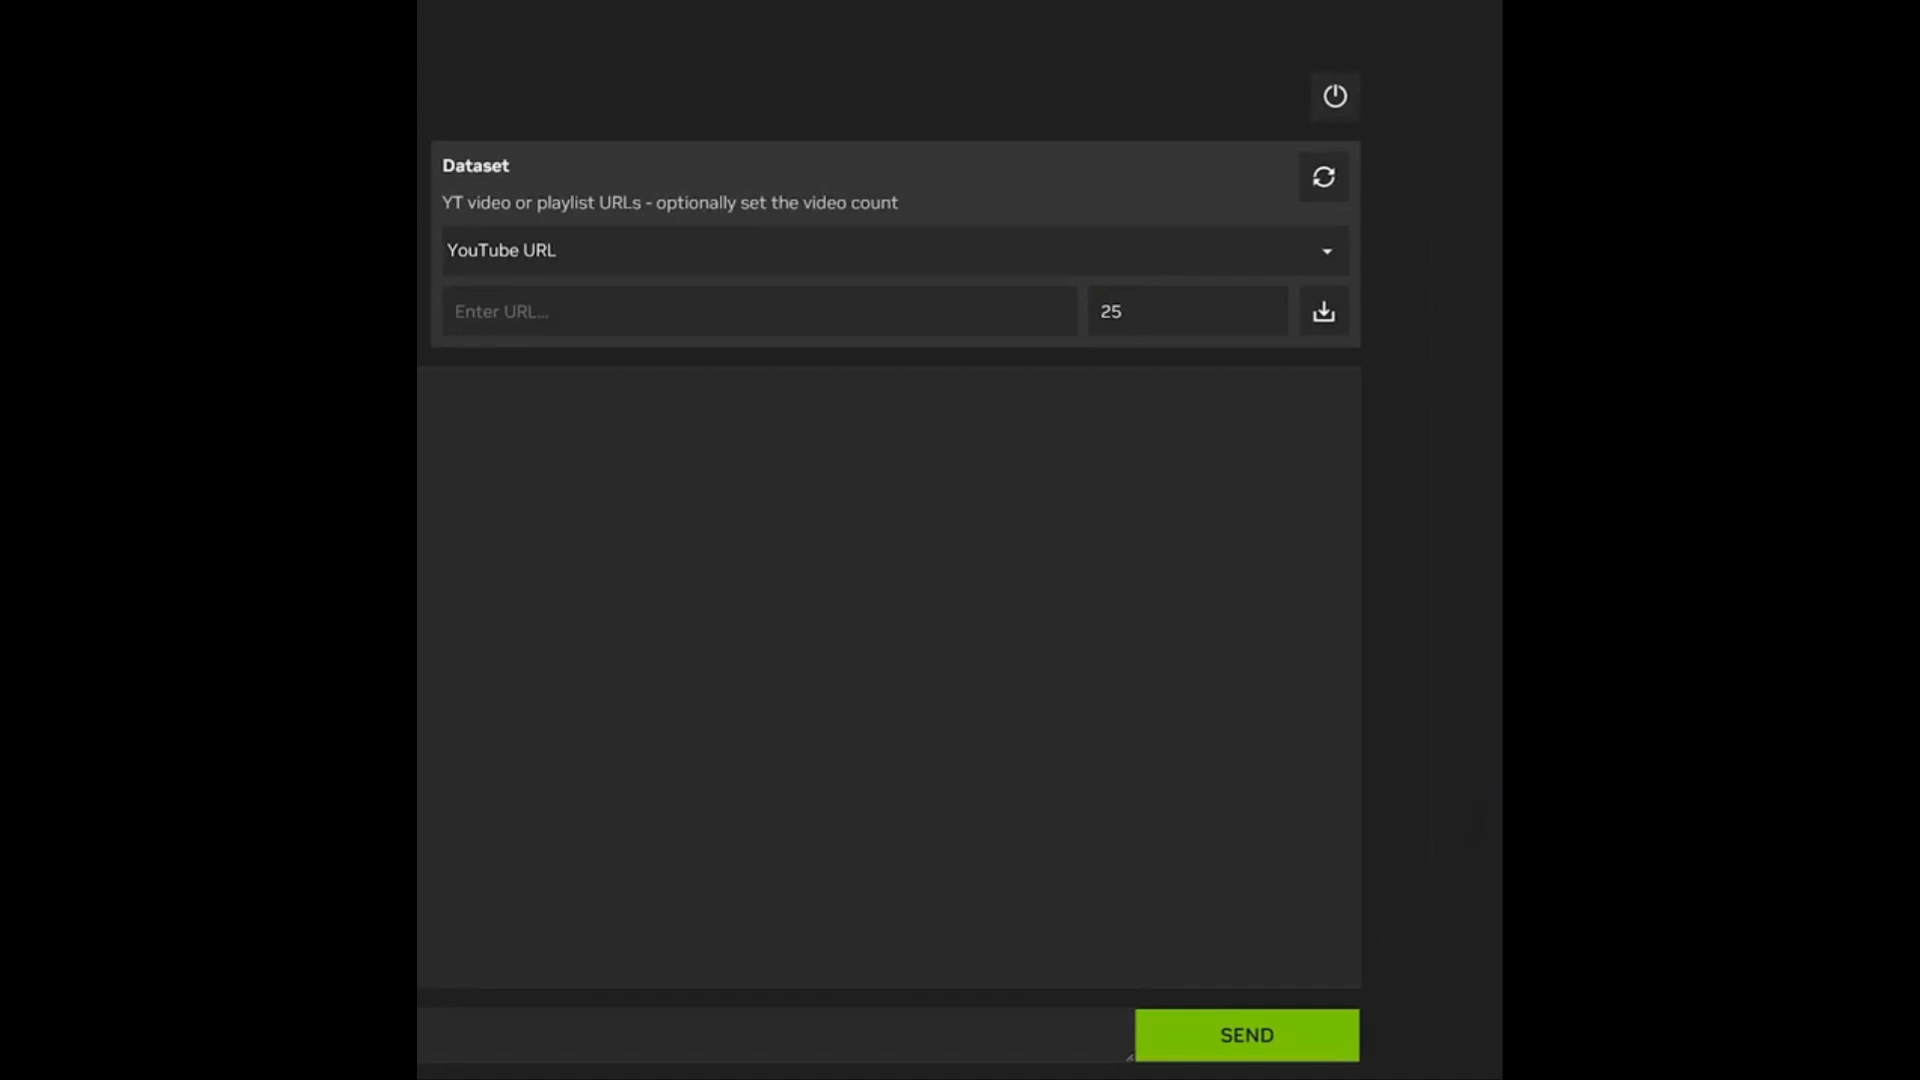 Dataset
YT video or playlist URLs - optionally set the video count
YouTube URL
Enter URL...
25
SEND